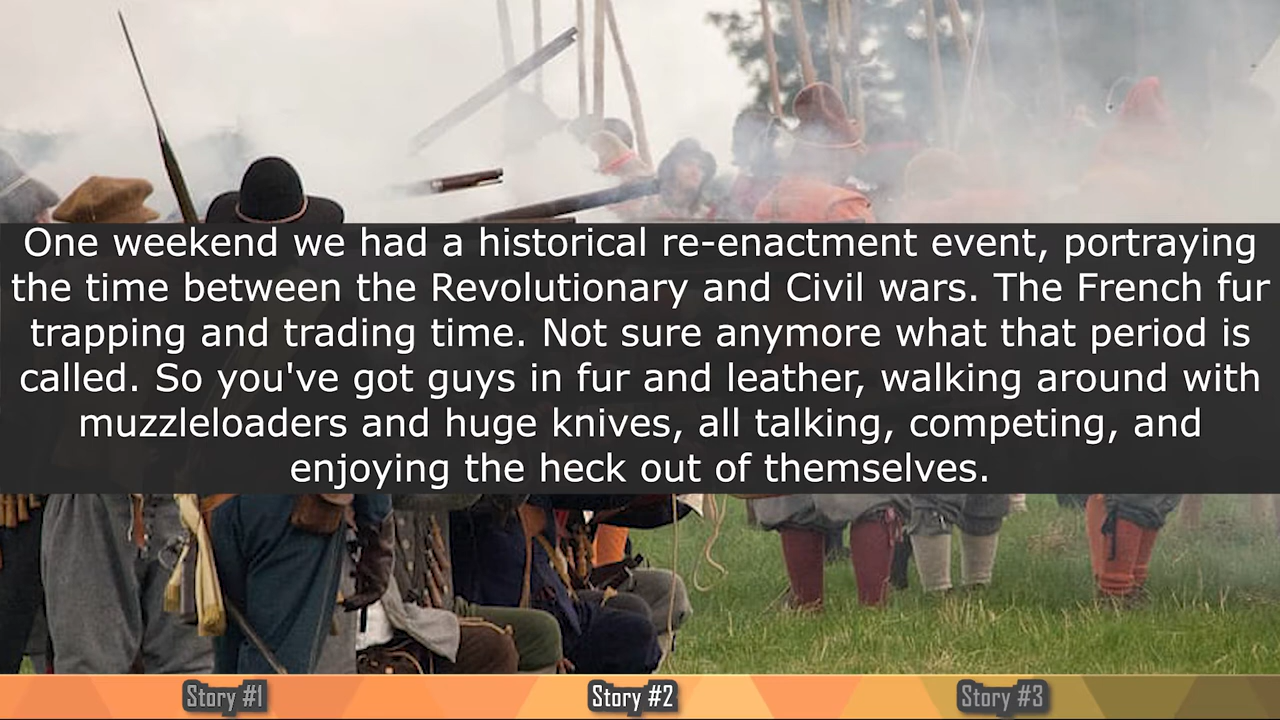 One weekend we had a historical re-enactment event, portraying
the time between the Revolutionary and Civil wars. The French fur
trapping and trading time. Not sure anymore what that period is
called. So you've got guys in fur and leather, walking around with
muzzleloaders and huge knives, all talking, competing, and
enjoying the heck out of themselves.
Story #1
Story #2
Story #3